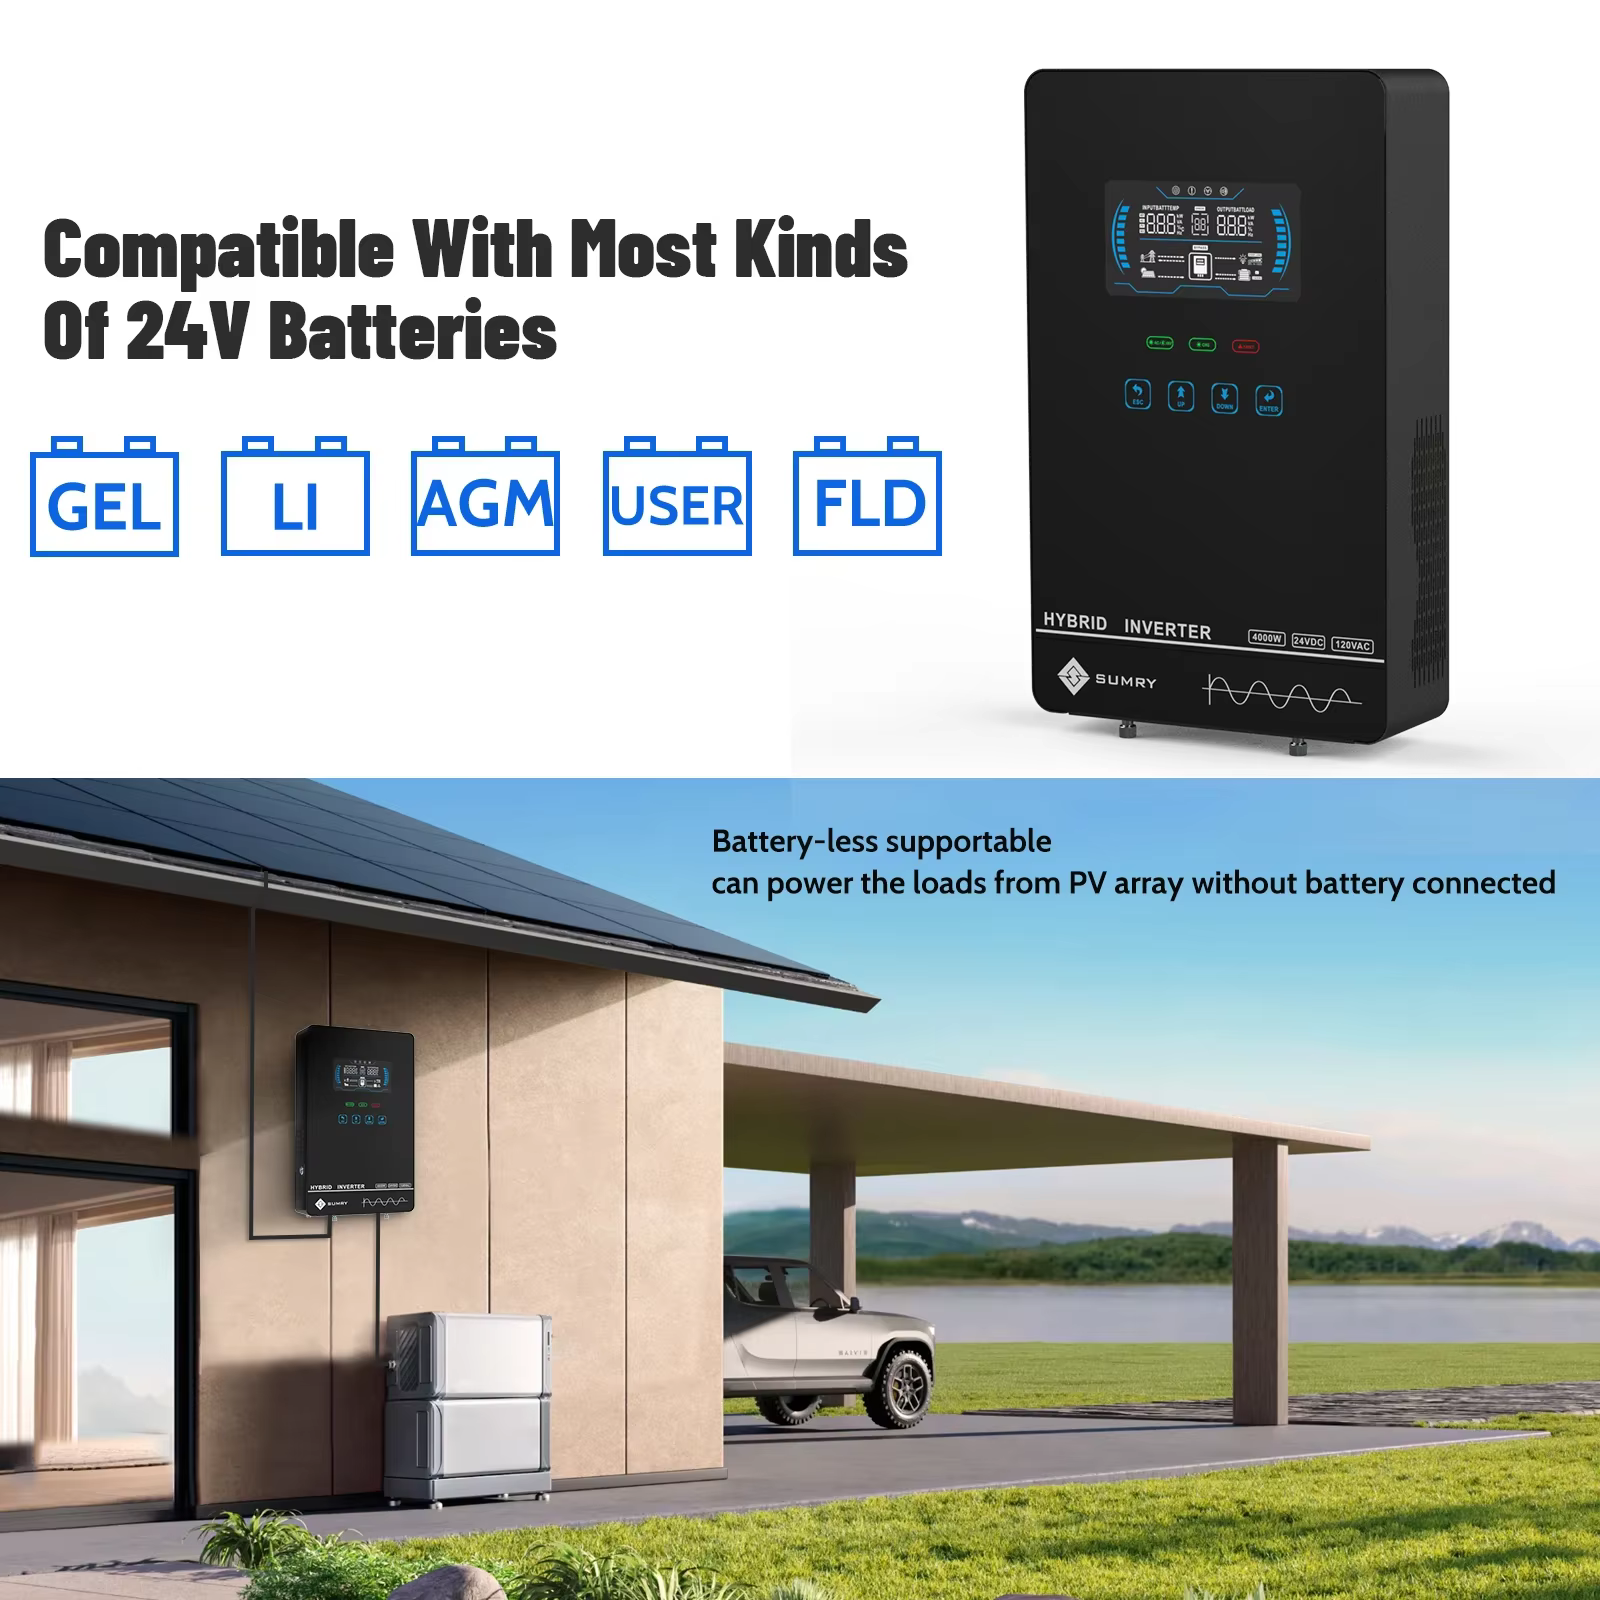 Compatible With Most Kinds
Of 24V Batteries
GEL
LI
AGM
USER
FLD
INPUTBATTTEMP
OUTPUTBATTLOAD
ESC
UP
DOWN
ENTER
HYBRID INVERTER
4000W
24VDC
120VAC
SUMRY
Battery-less supportable
can power the loads from PV array without battery connected
HYBRID INVERTER
SUMRY